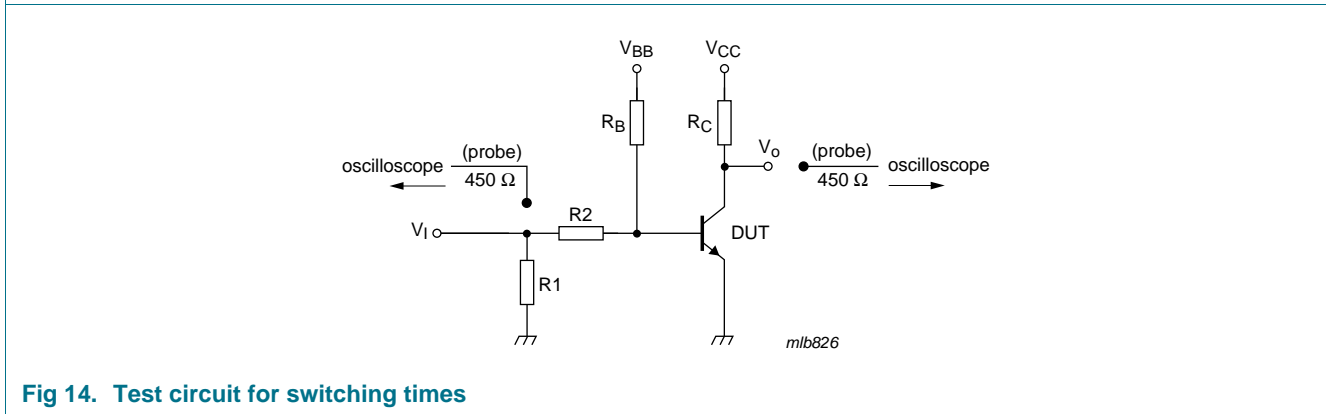 VBB
VCC
RB
RC
Vo
(probe)
oscilloscope
450 Ω
(probe)
oscilloscope
450 Ω
R2
VI
DUT
R1
mlb826
Fig 14. Test circuit for switching times